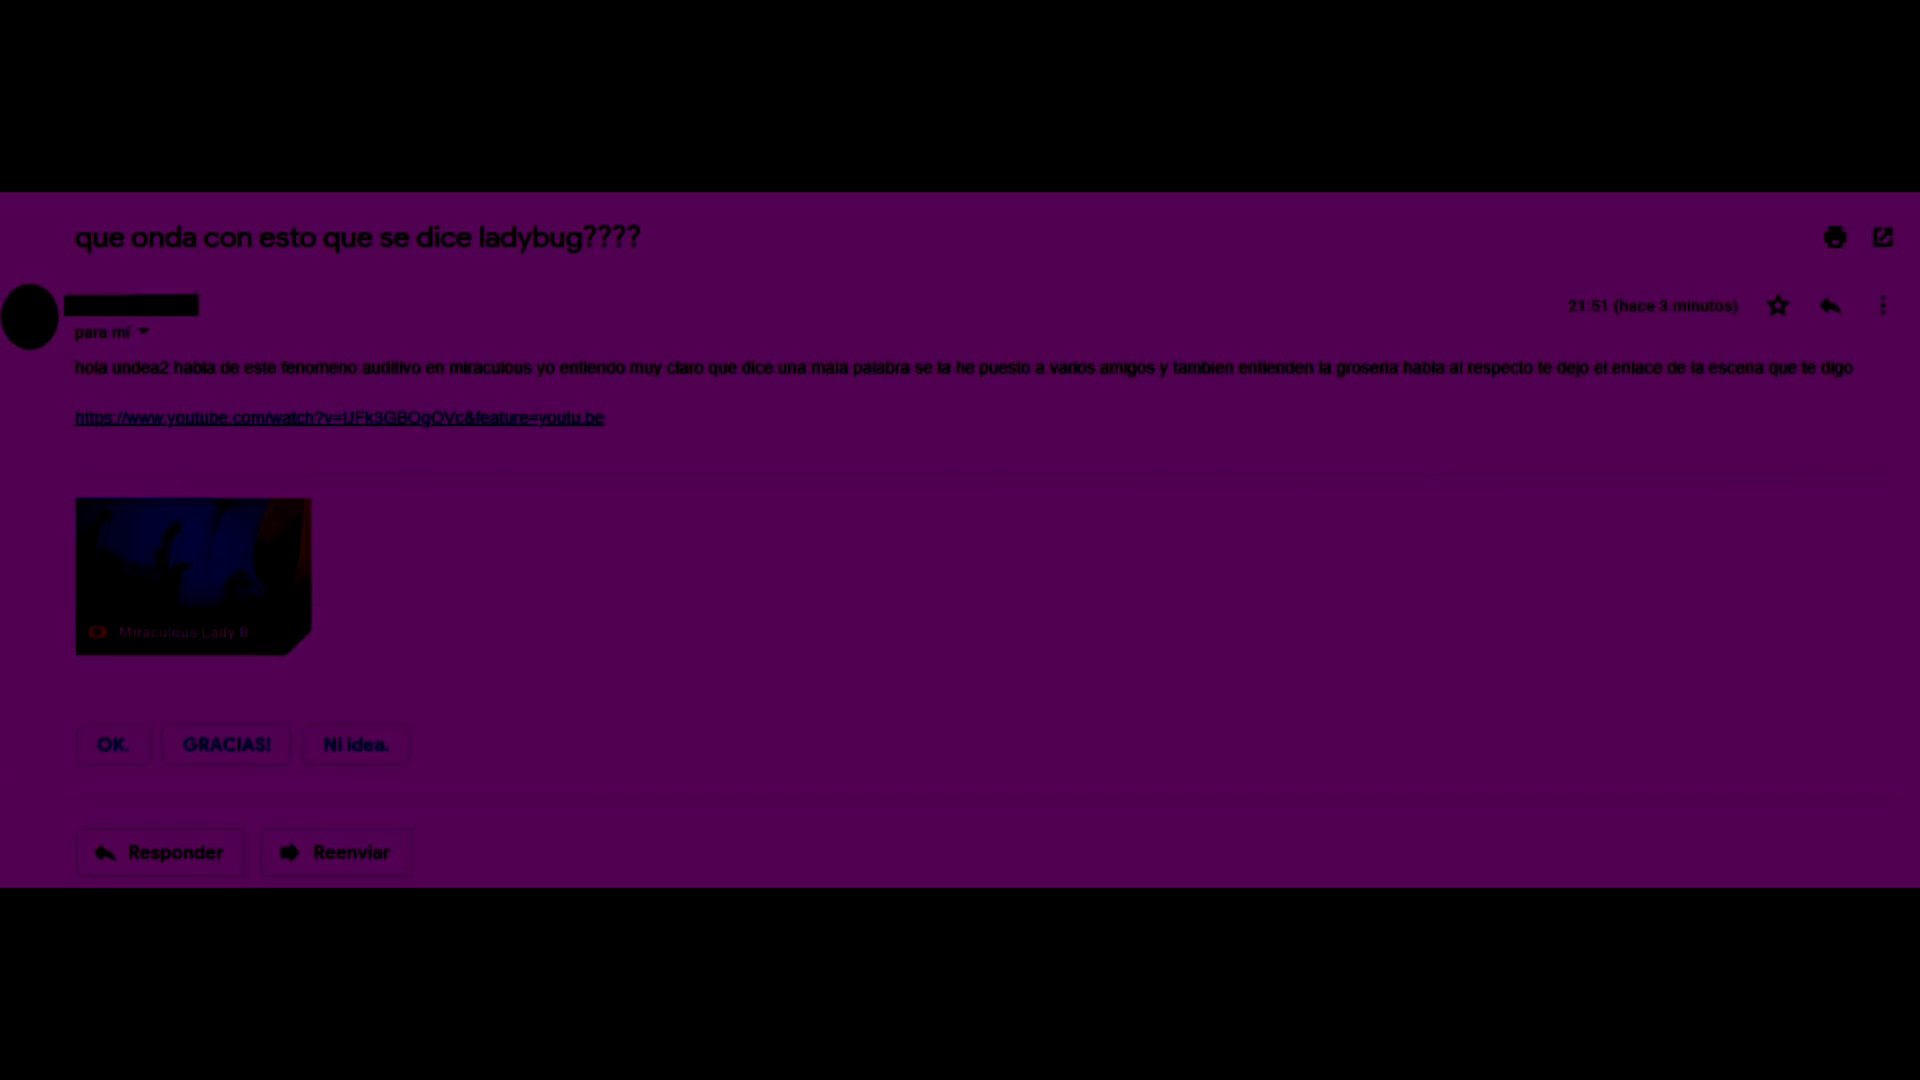 que onda con esto que se dice ladybug????
21:51 (hace 3 minutos)
para mí
hola undea2 habla de este fenomeno auditivo en miraculous yo entiendo muy claro que dice una mala palabra se la he puesto a varios amigos y tambien entienden la groseria habla al respecto te dejo el enlace de la escena que te digo
https://www.youtube.com/watch?v=UFk3GBOgOVc&feature=youtu.be
Miraculous Lady B
OK.
GRACIAS!
Ni idea.
Responder
Reenviar